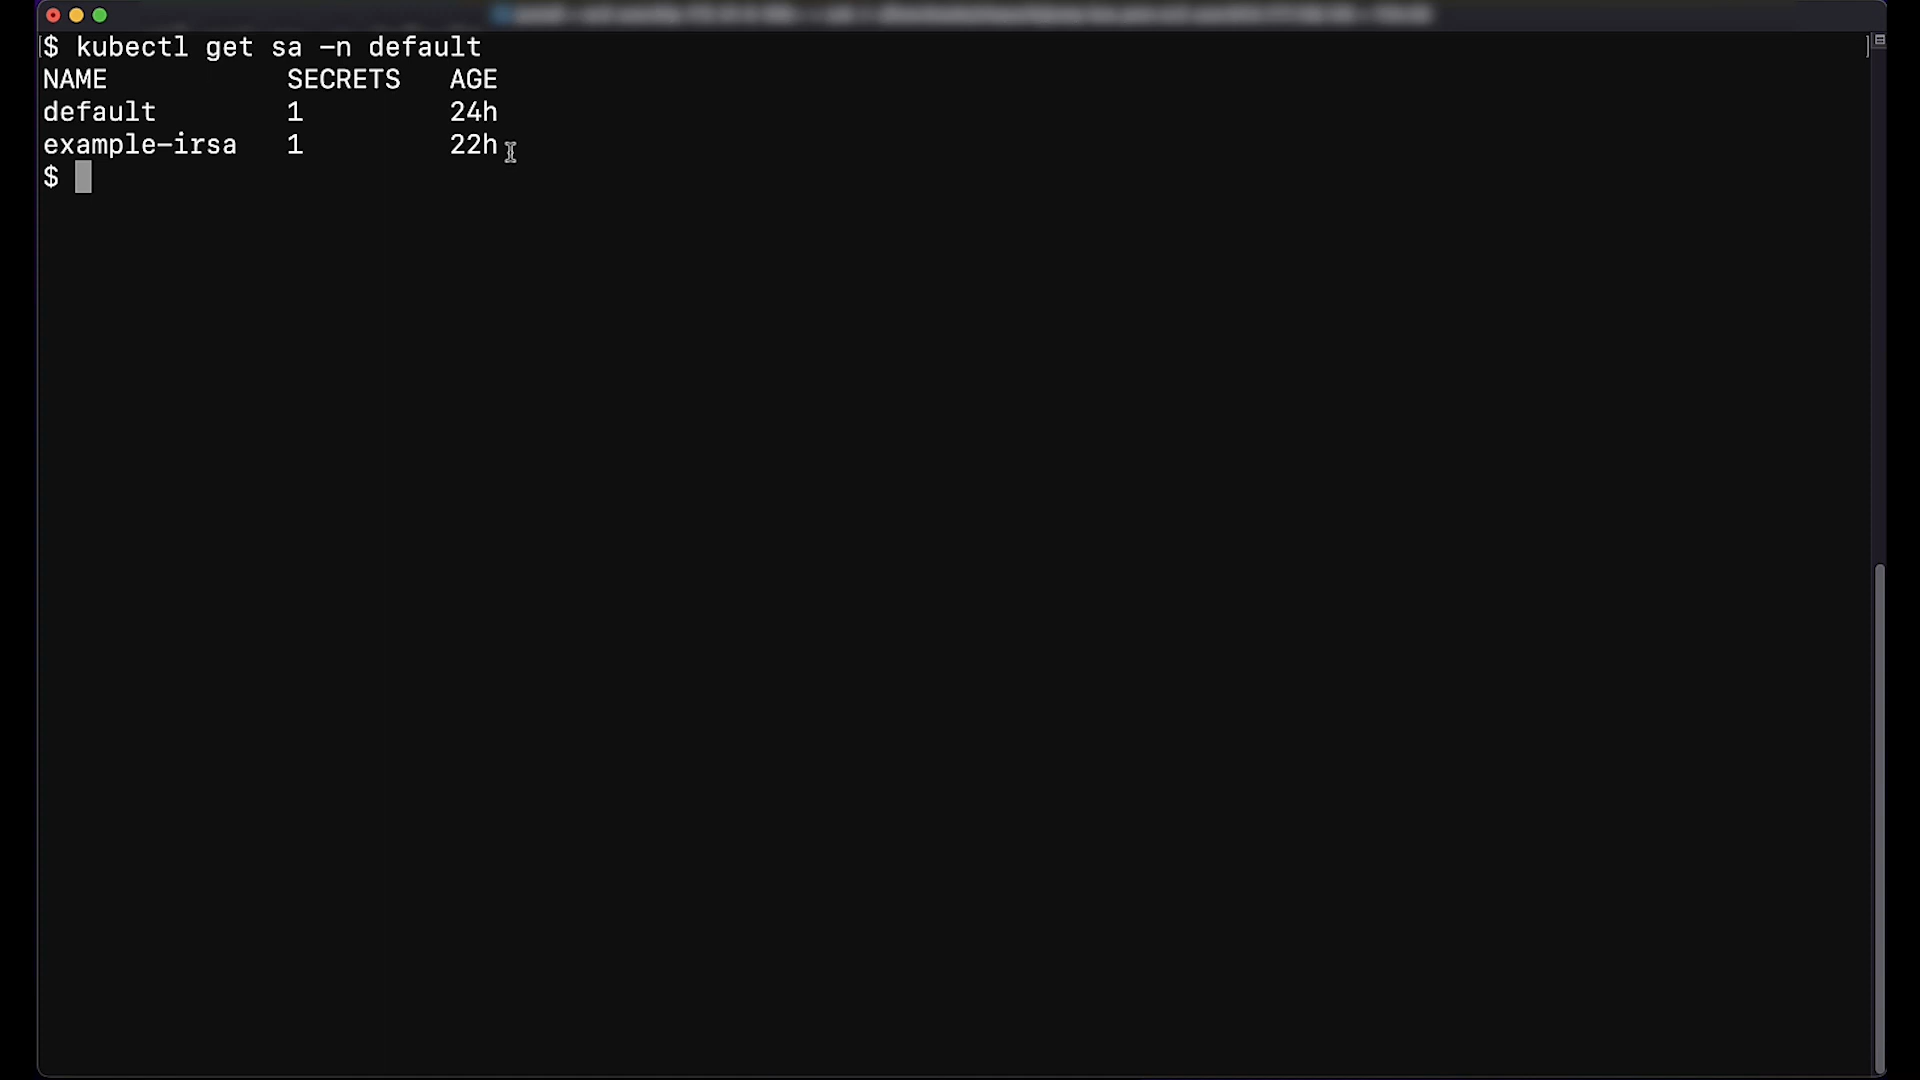 $ kubectl get sa -n default
NAME SECRETS AGE
default 1 24h
example-irsa 1 22h
$